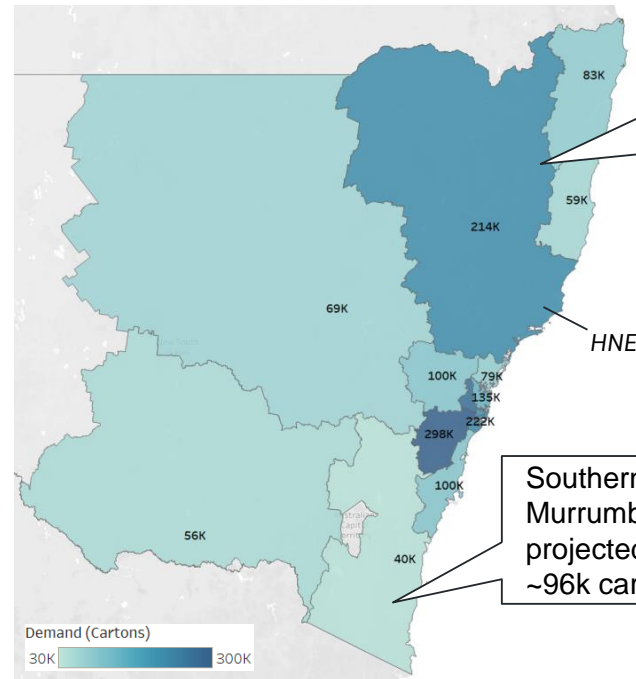 83K
59K
214K
HNE
69K
100K
79K
135K
222K
298K
100K
Southern
Murrumb
projected
~96k car
56K
40K
Demand (Cartons)
30K
300K